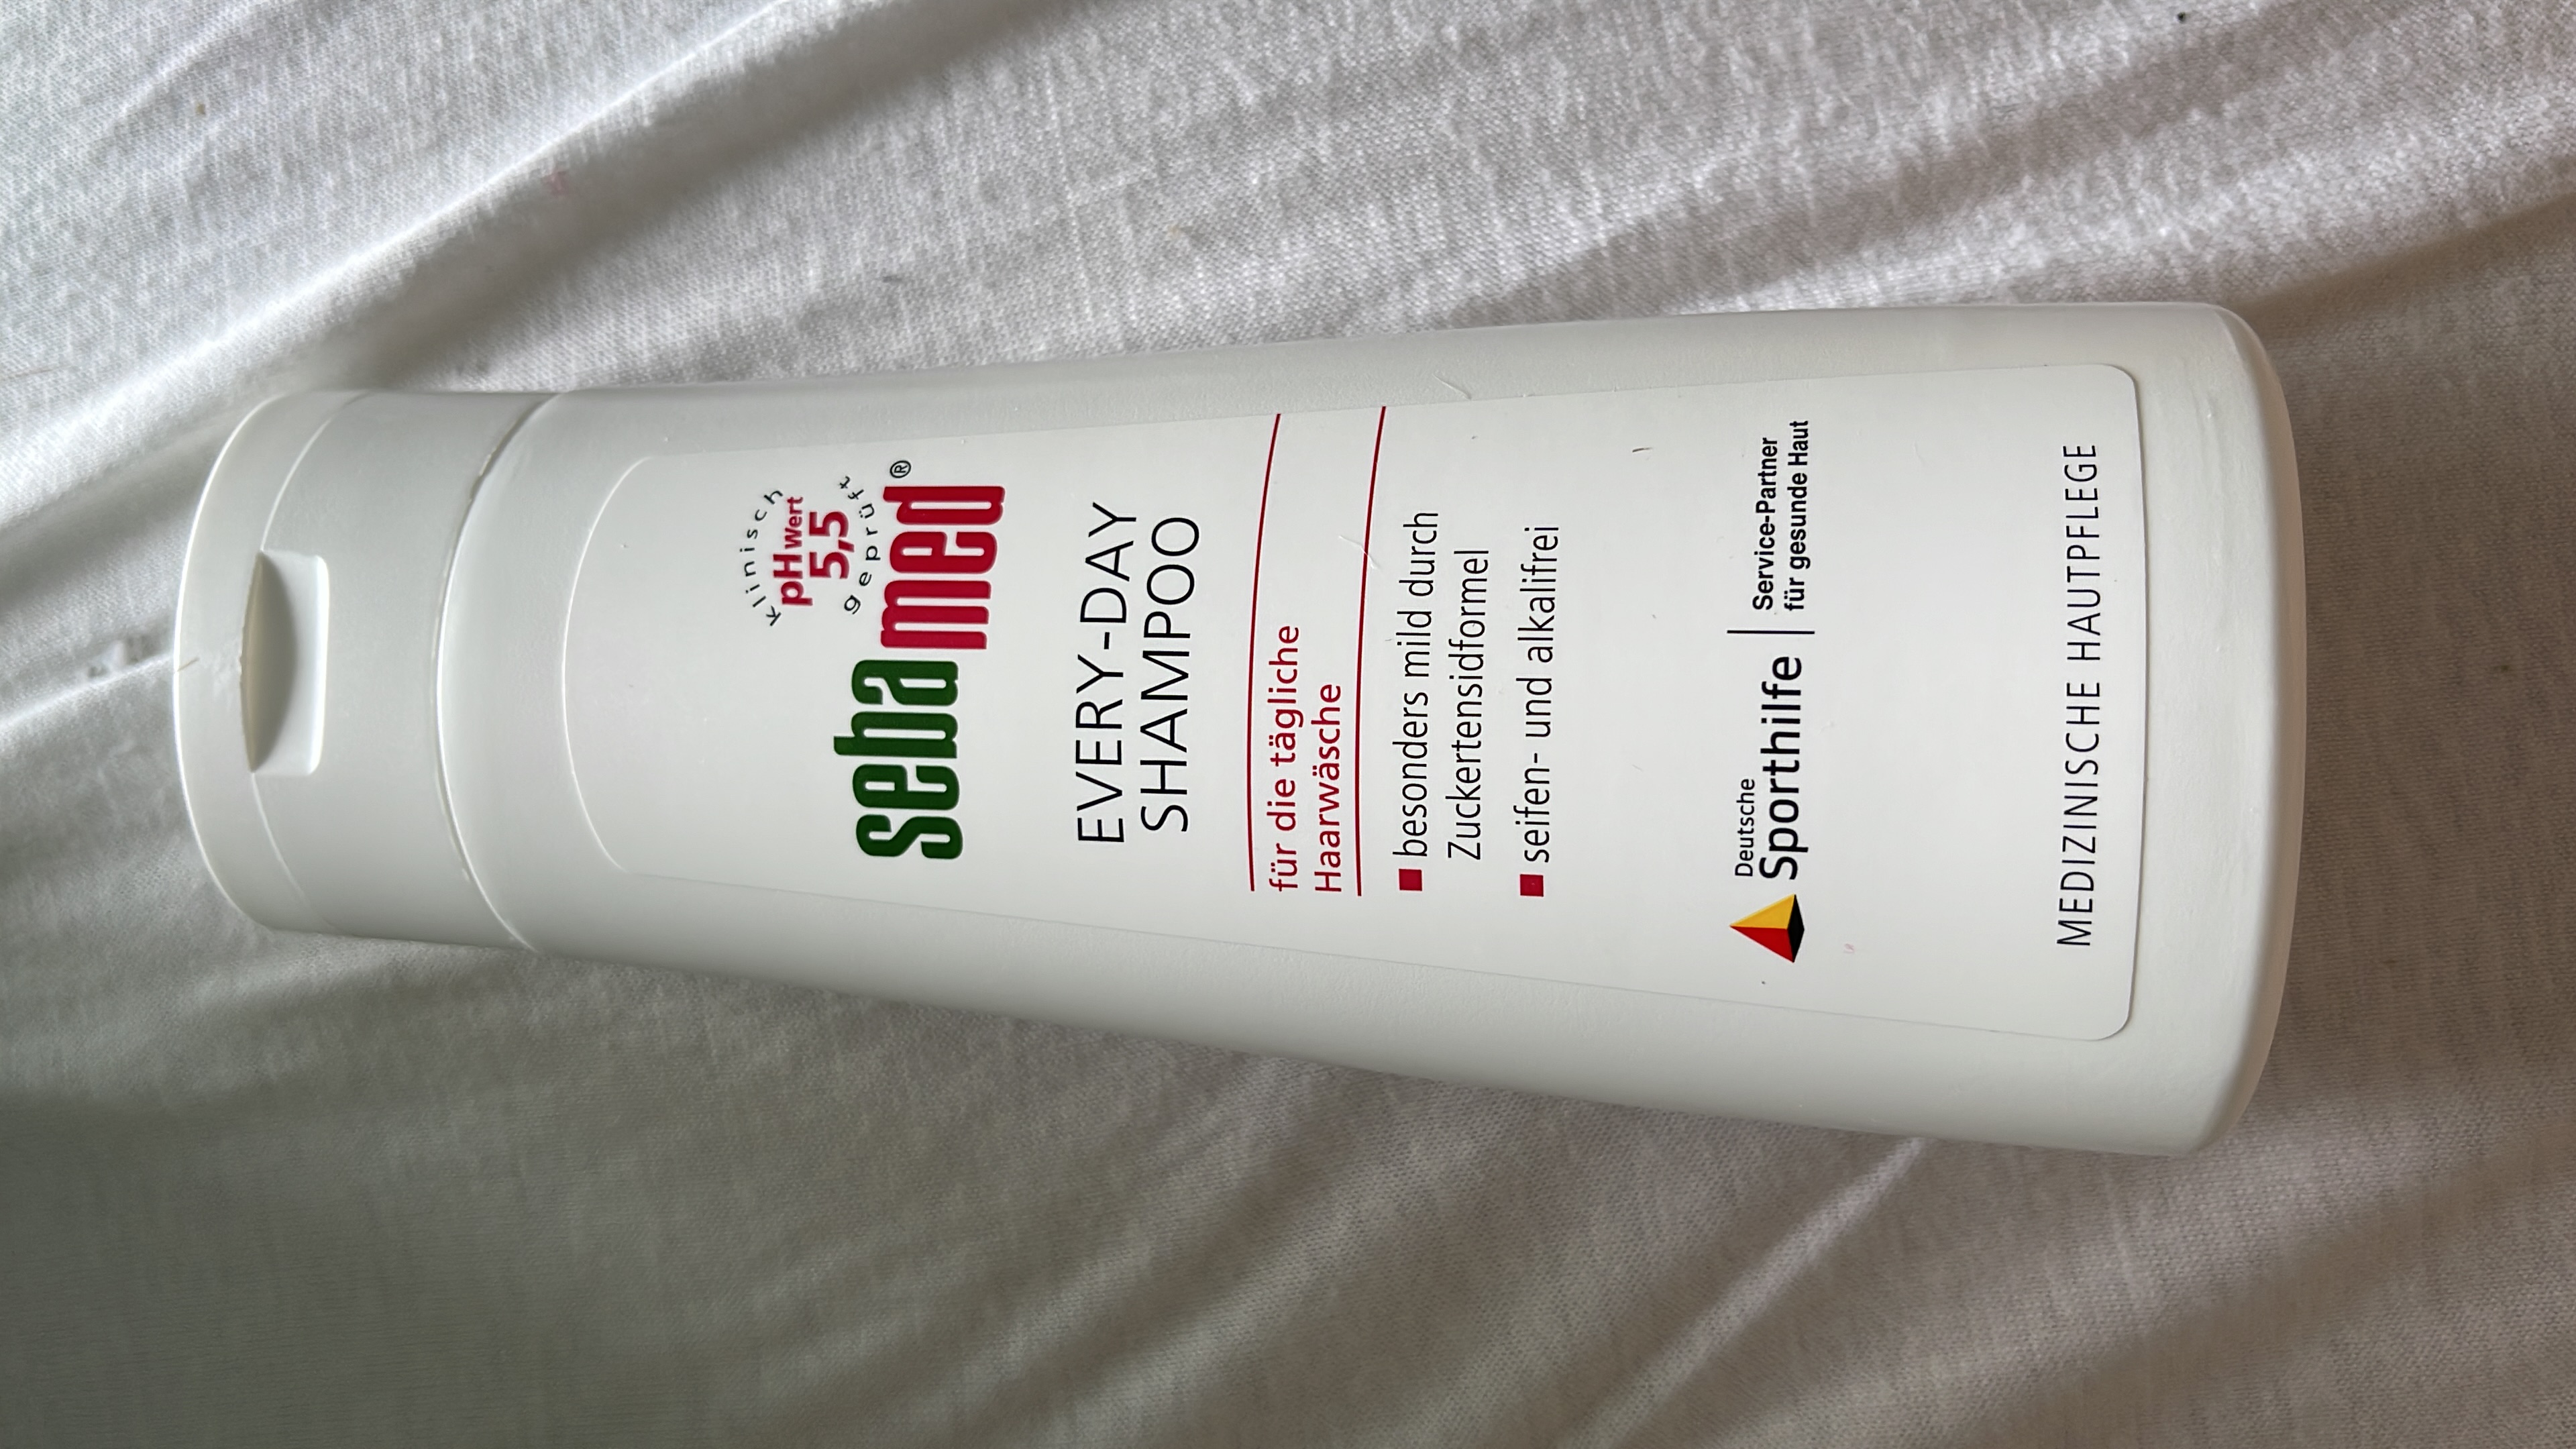 klinisch
pH Wert
5,5
geprüft
sebamed®
EVERY-DAY
SHAMPOO
für die tägliche
Haarwäsche
■ besonders mild durch
Zuckertensidformel
■ seifen- und alkalifrei
Deutsche
Sporthilfe
Service-Partner
für gesunde Haut
MEDIZINISCHE HAUTPFLEGE